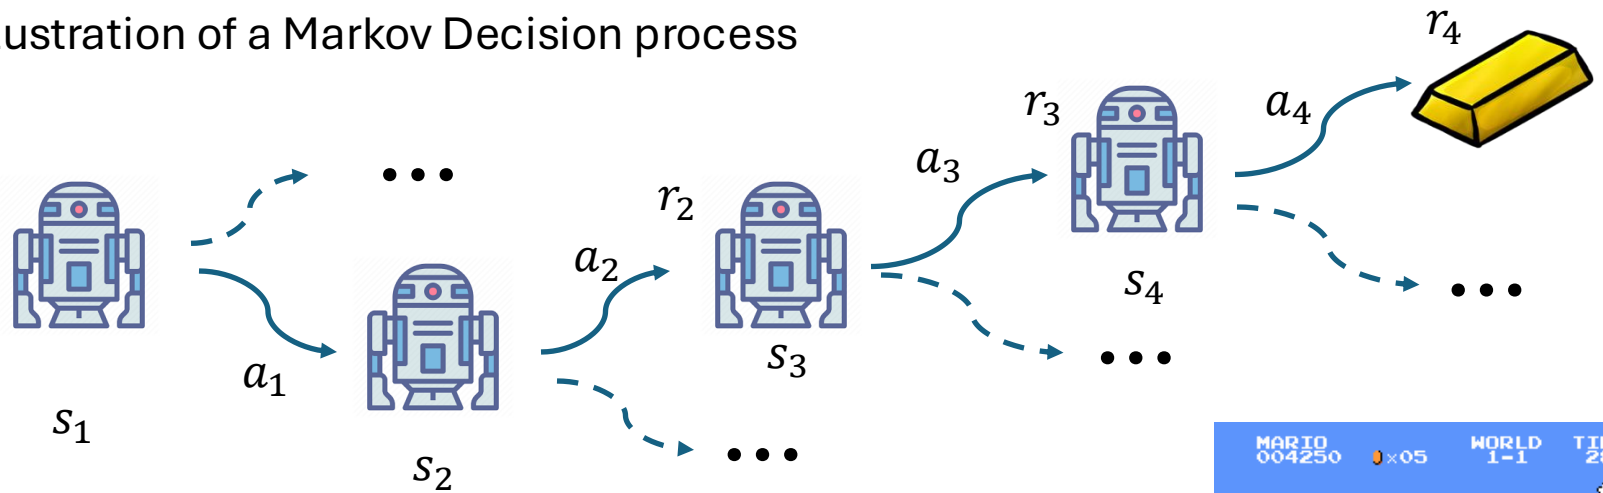 lustration of a Markov Decision process
r₄
r₃
a₄
a₃
r₂
a₂
s₄
s₃
a₁
s₁
s₂
MARIO WORLD
004250 ×05 1-1